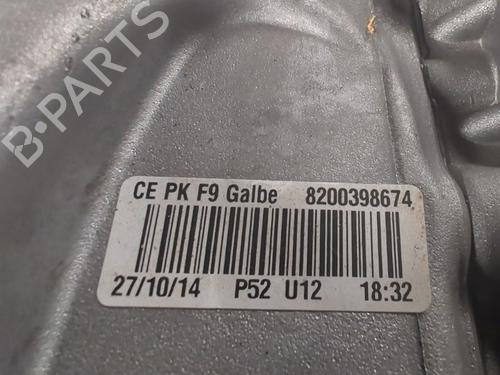 B-PARTS
CE PK F9 Galbe 8200398674
27/10/14 P52 U12 18:32